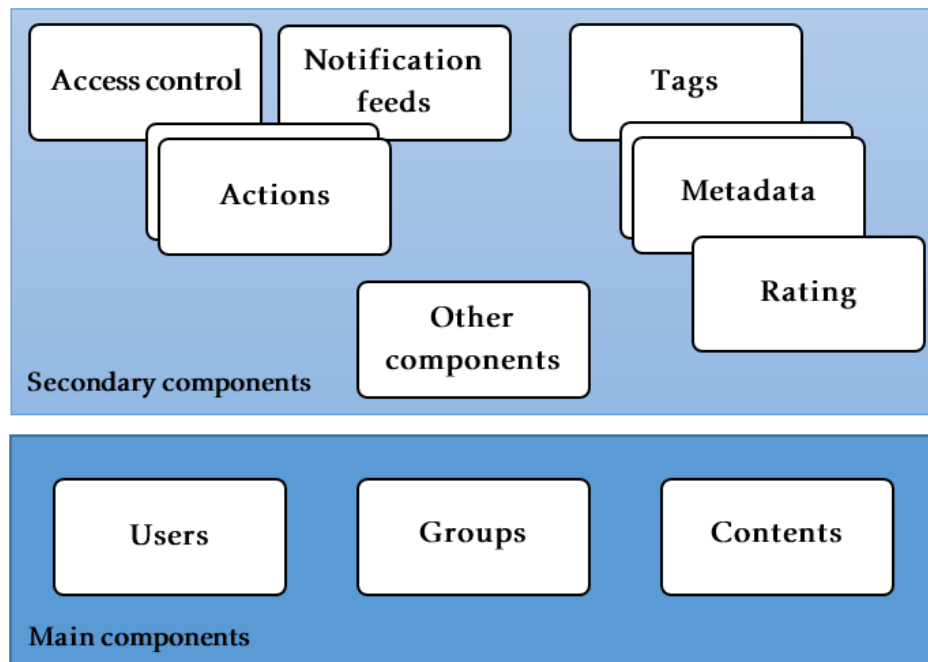 Access control
Notification
feeds
Tags
Actions
Metadata
Rating
Other
components
Secondary components
Users
Groups
Contents
Main components